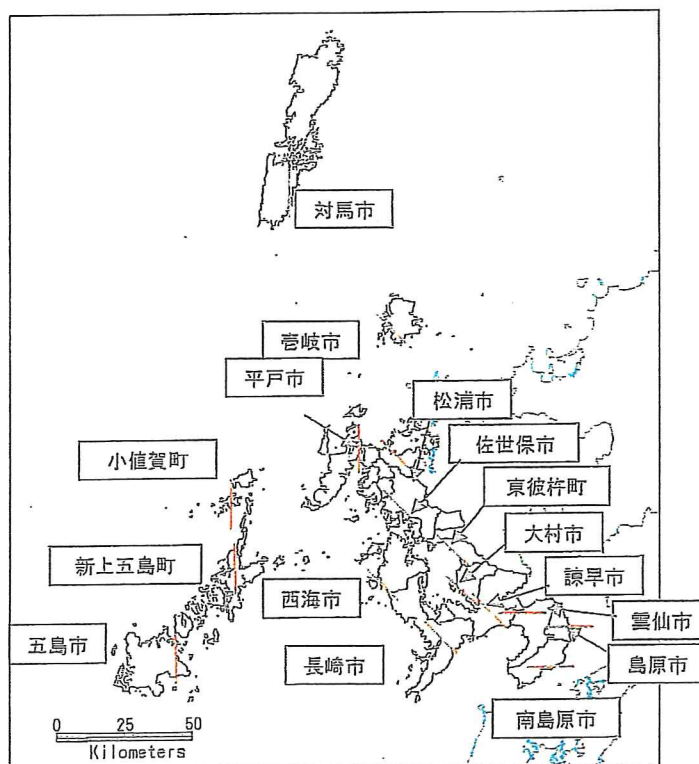 対馬市
壱岐市
平戸市
松浦市
佐世保市
小値賀町
東彼杵町
大村市
新上五島町
諫早市
西海市
雲仙市
五島市
島原市
長崎市
南島原市
0 25 50
Kilometers